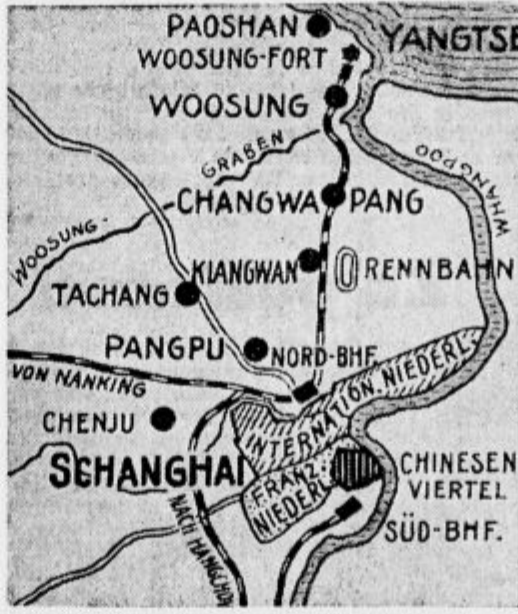 PAOSHAN
YANGTSE
WOOSUNG-FORT
WOOSUNG
WHANGPOO
WOOSUNG-GRABEN
CHANGWA PANG
KIANGWAN
RENNBAHN
TACHANG
PANGPU
NORD-BHF.
VON NANKING
INTERNATION. NIEDERL.
CHENJU
SCHANGHAI
FRANZ.
NIEDERL.
CHINESEN
VIERTEL
NACH HANGCHOW
SÜD-BHF.